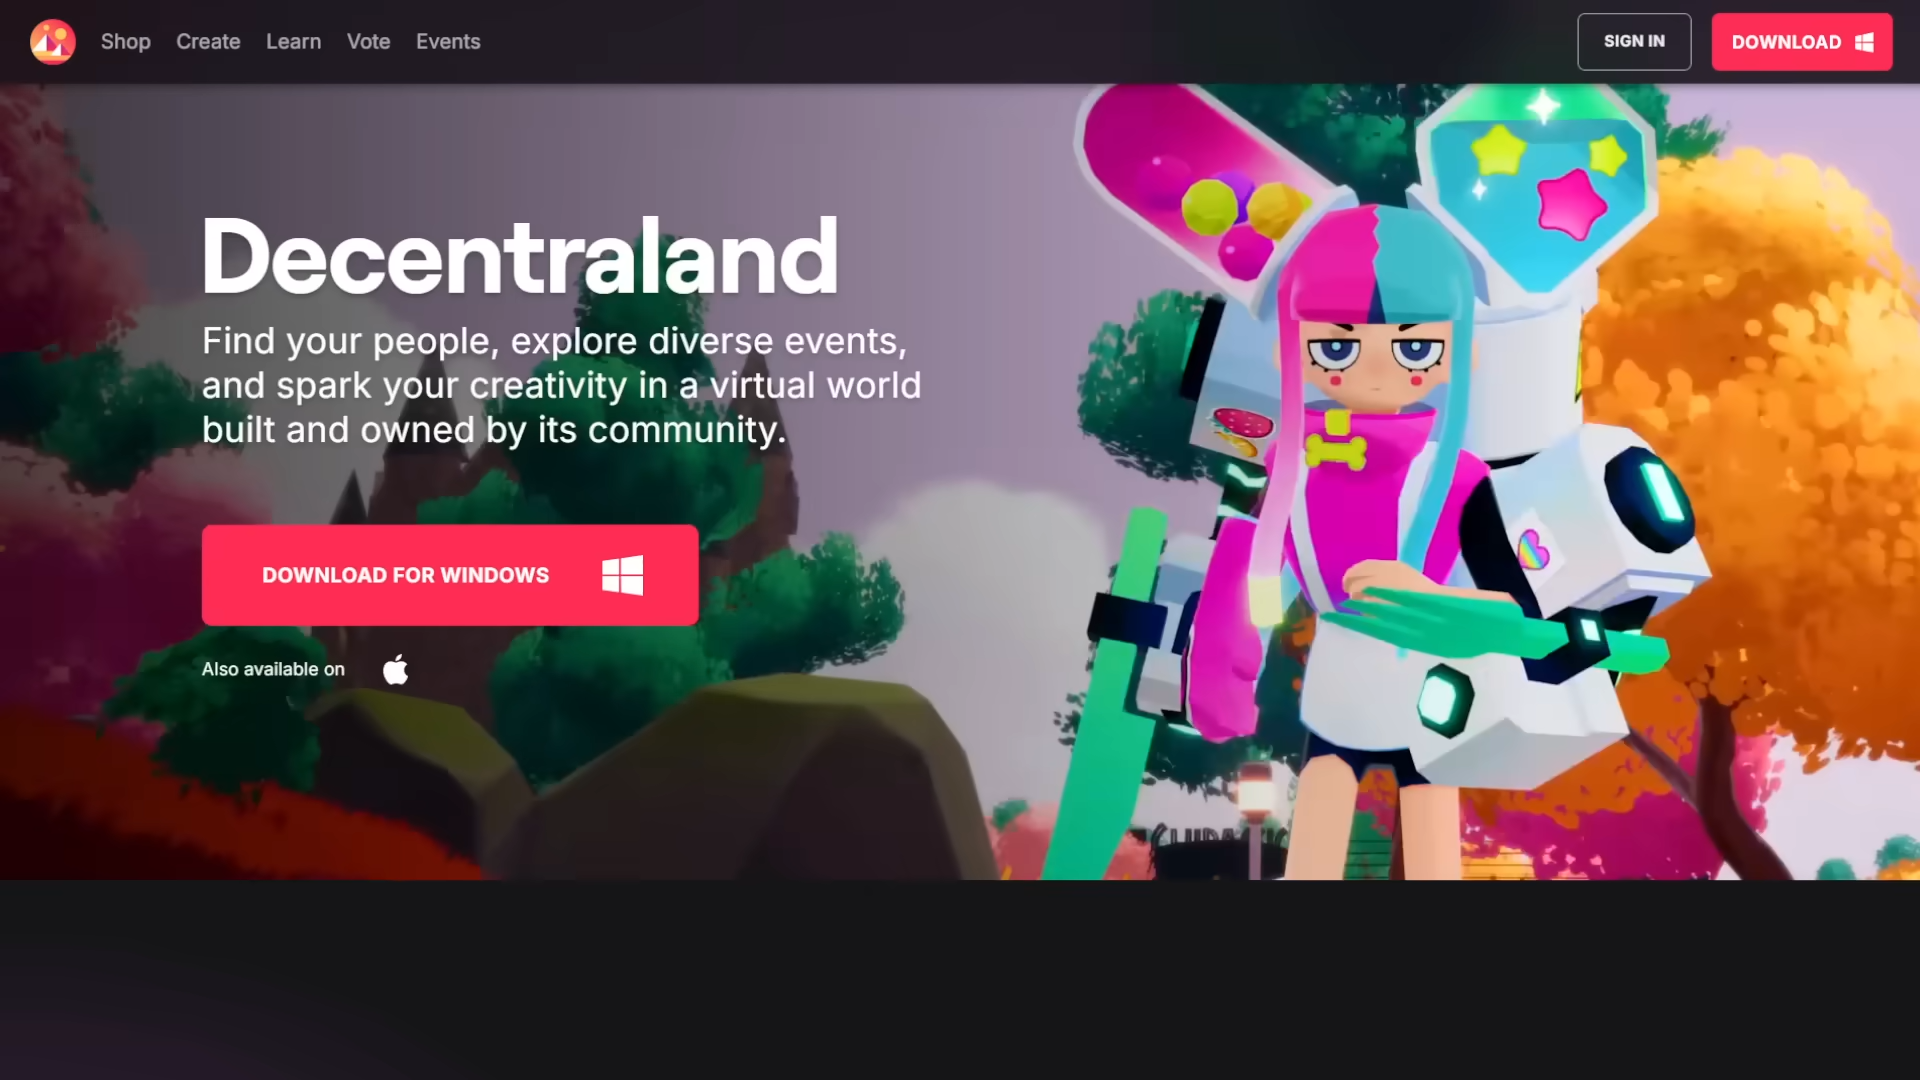 Shop Create Learn Vote Events SIGN IN DOWNLOAD
Decentraland
Find your people, explore diverse events,
and spark your creativity in a virtual world
built and owned by its community.
DOWNLOAD FOR WINDOWS
Also available on